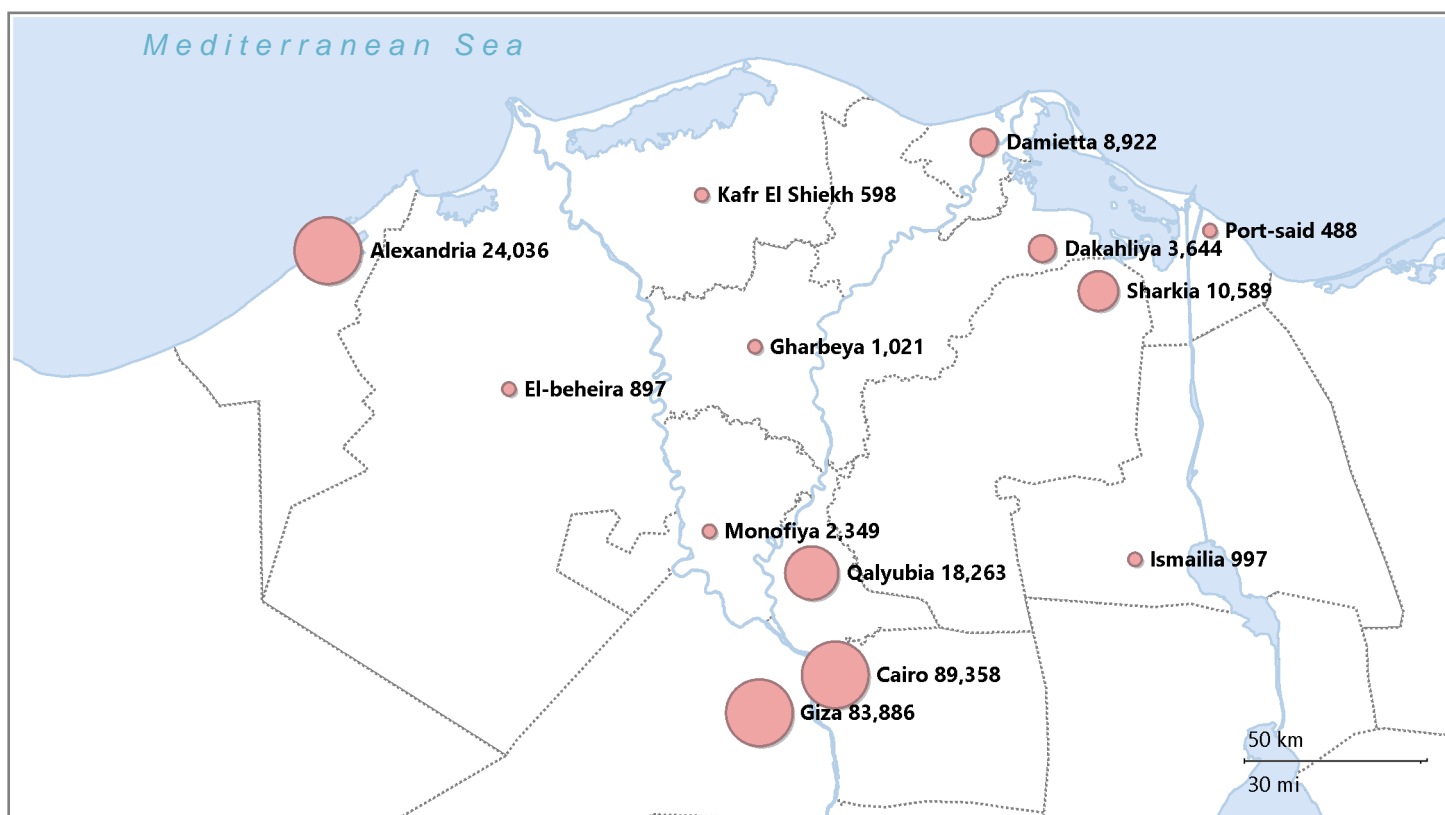 Mediterranean Sea
Damietta 8,922
Kafr El Shiekh 598
Port-said 488
Alexandria 24,036
Dakahliya 3,644
Sharkia 10,589
Gharbeya 1,021
El-beheira 897
Monofiya 2,349
Ismailia 997
Qalyubia 18,263
Cairo 89,358
Giza 83,886
50 km
30 mi